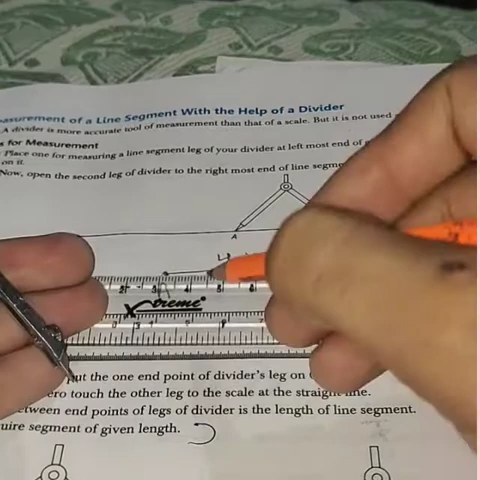 asurement of a Line Segment With the Help of a Divider
A divider is more accurate tool of measurement than that of a scale. But it is not used
s for Measurement
Place one for measuring a line segment leg of your divider at left most end of
on it.
Now, open the second leg of divider to the right most end of line segme
A
Xtreme
put the one end point of divider's leg on
ero touch the other leg to the scale at the straight line.
etween end points of legs of divider is the length of line segment.
uire segment of given length.